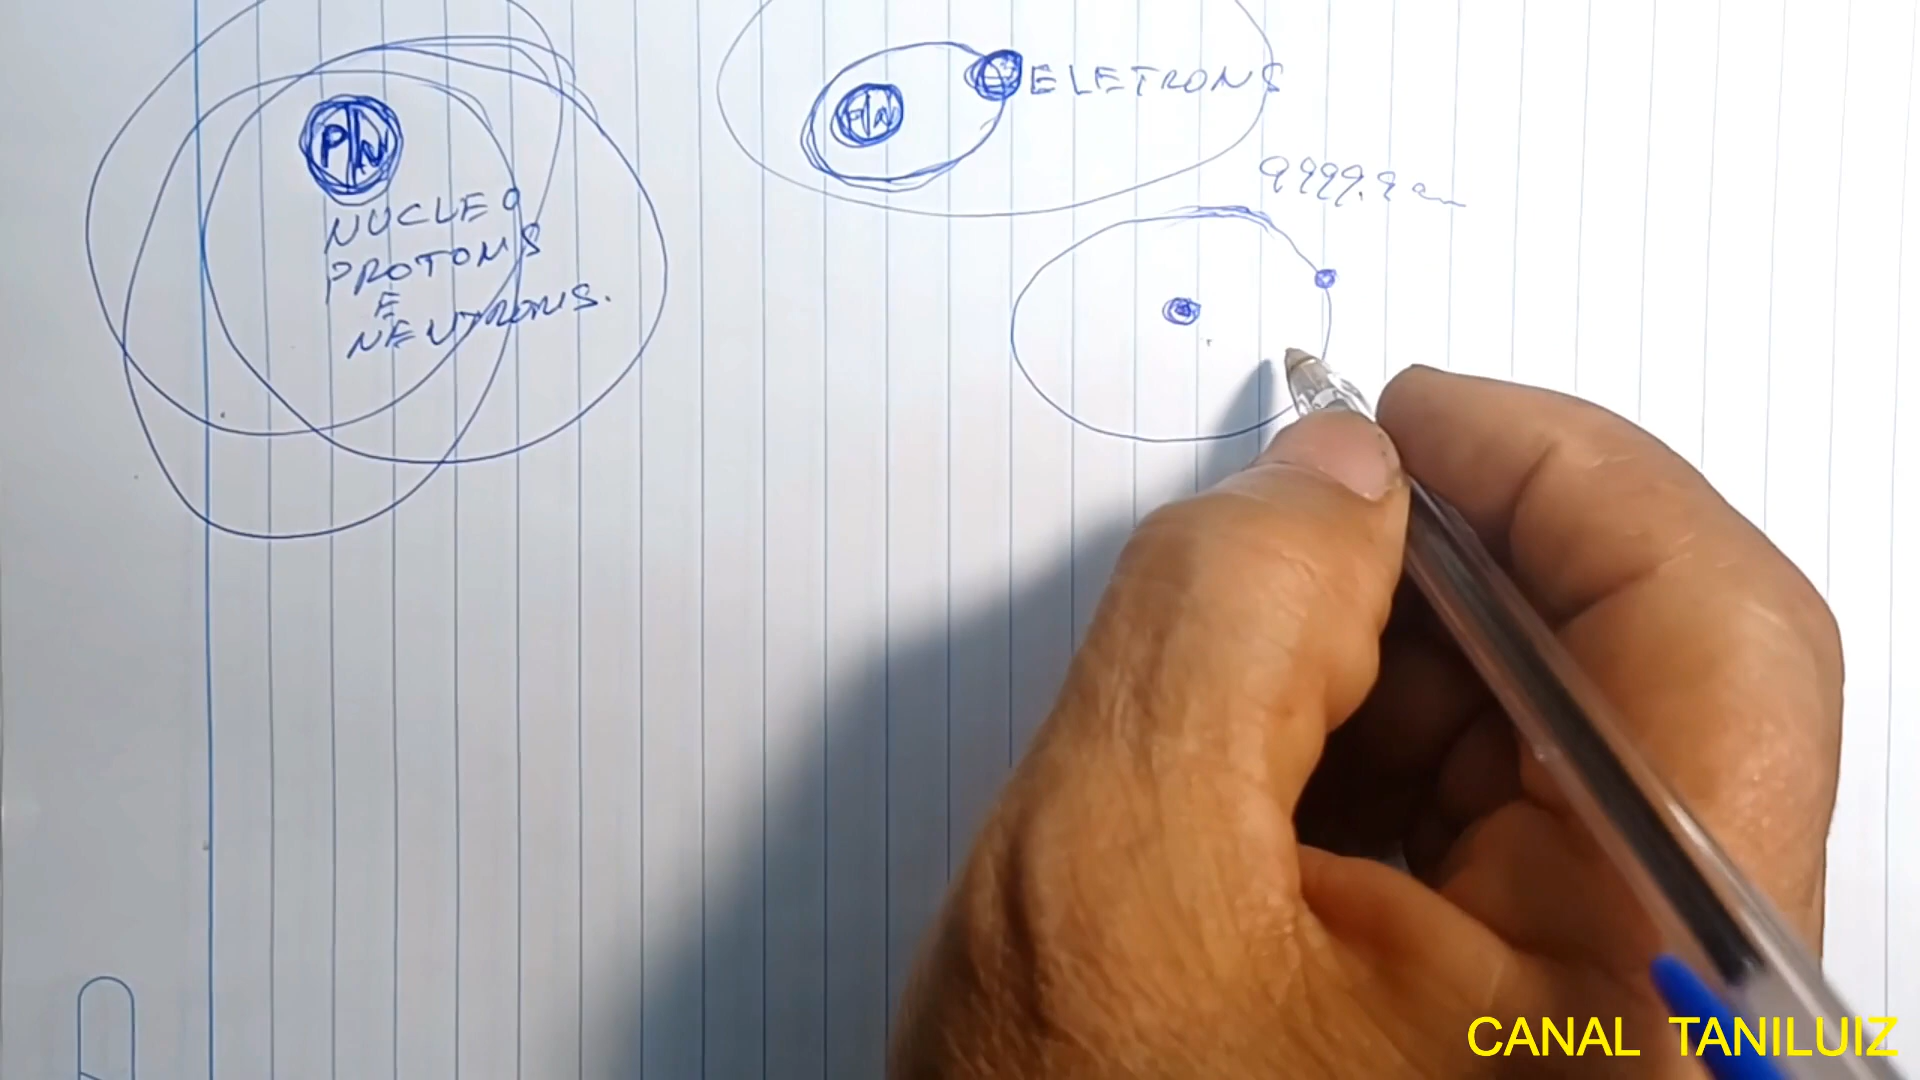 P N
NUCLEO
PROTONS
E
NEUTRONS.
P N
ELETRONS
CANAL TANILUIZ